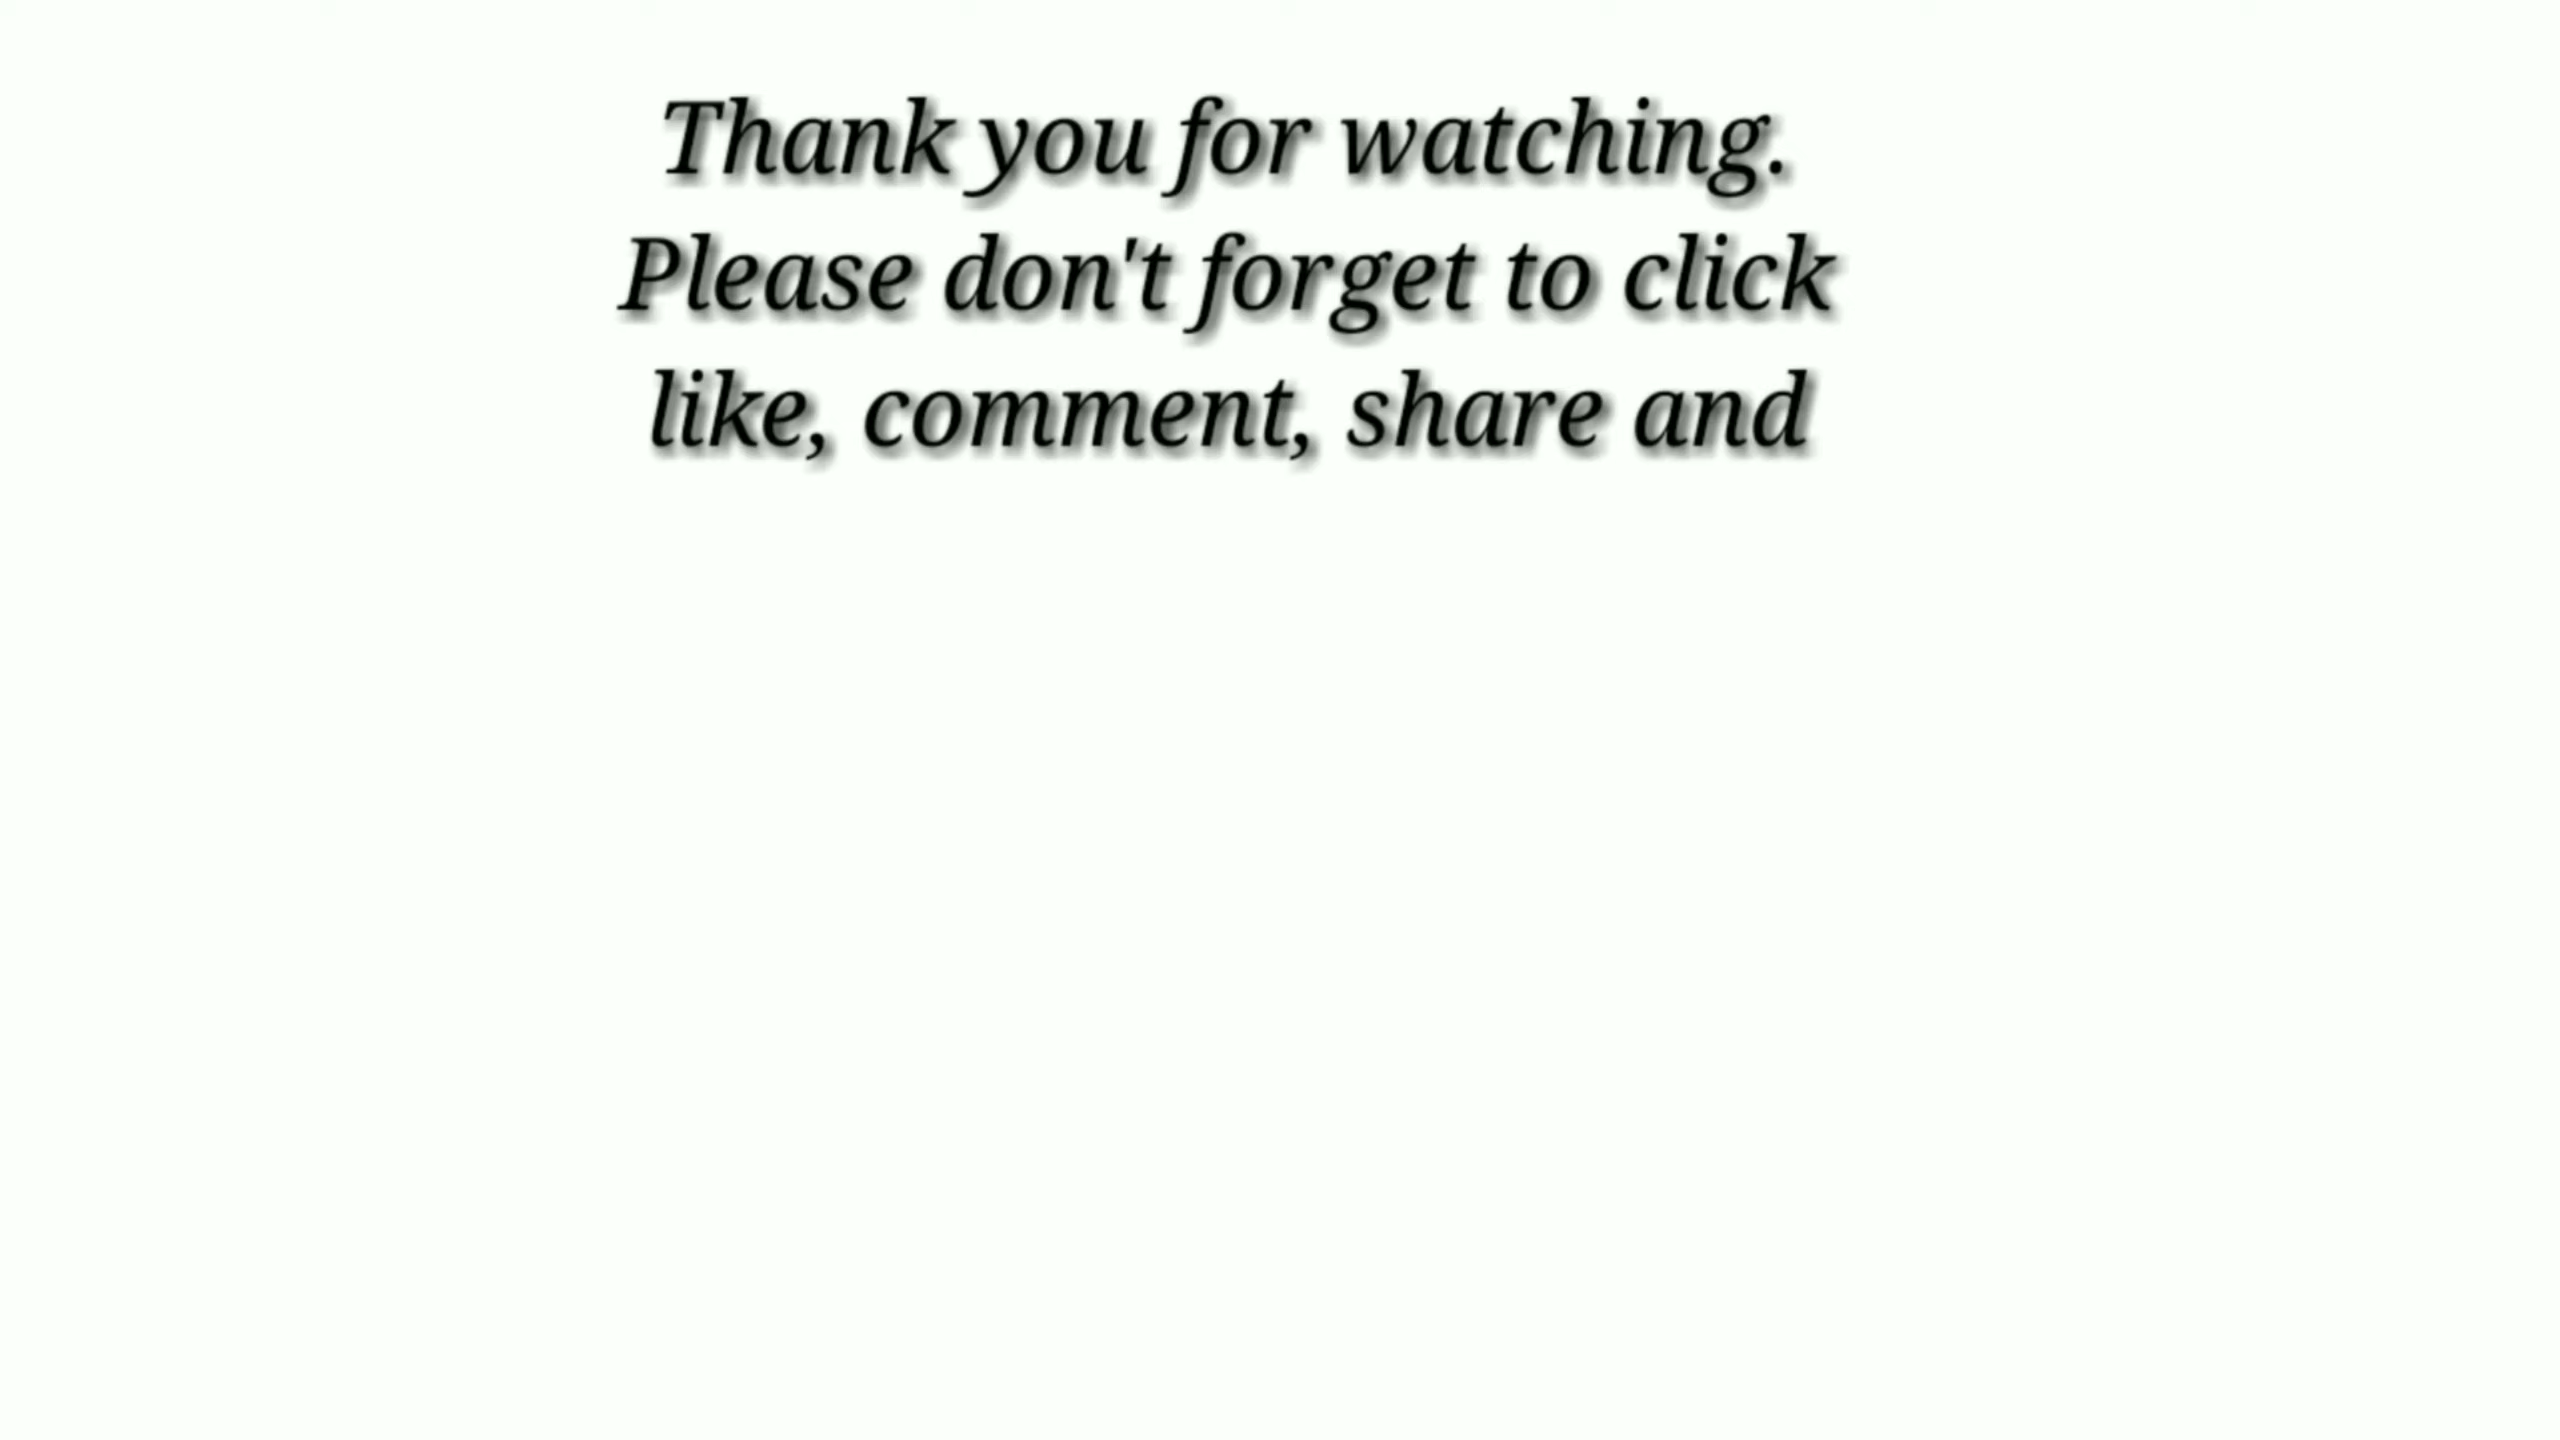 Thank you for watching.
Please don't forget to click
like, comment, share and